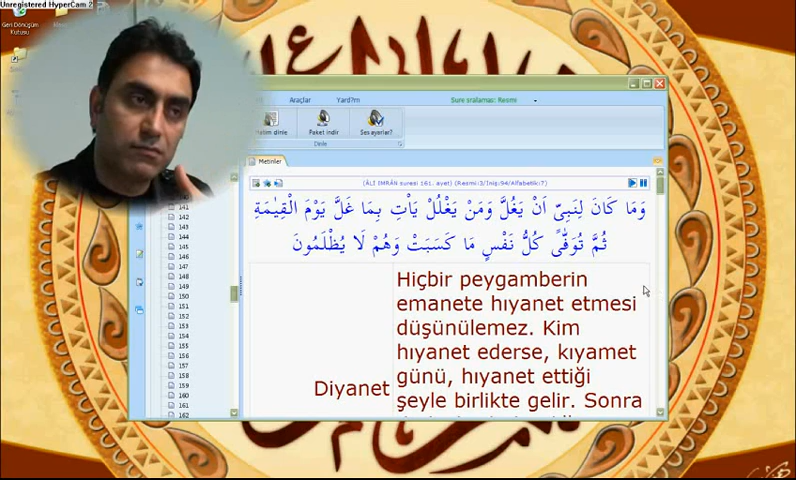 Unregistered HyperCam 2
Geri Dönüşüm
Kutusu
Araçlar Yard?m Sure sıralaması: Resmi
dinle Paket indir Ses ayarları?
Dinle
Metinler
(ÂLİ IMRÂN suresi 161. ayet) (Resmi:3/İniş:94/Alfabetik:7)
وَمَا كَانَ لِنَبِىٍّ اَنْ يَغُلَّ وَمَنْ يَغْلُلْ يَاْتِ بِمَا غَلَّ يَوْمَ الْقِيٰمَةِ
ثُمَّ تُوَفّٰى كُلُّ نَفْسٍ مَا كَسَبَتْ وَهُمْ لَا يُظْلَمُونَ
Hiçbir peygamberin
emanete hıyanet etmesi
düşünülemez. Kim
hıyanet ederse, kıyamet
günü, hıyanet ettiği
Diyanet
şeyle birlikte gelir. Sonra
141
142
143
144
145
146
147
148
149
150
151
152
153
154
155
156
157
158
159
160
161
162